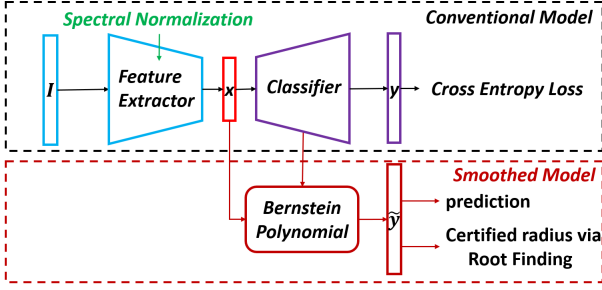 Spectral Normalization
Conventional Model
I
Feature
Extractor
x
Classifier
y
Cross Entropy Loss
Smoothed Model
Bernstein
Polynomial
ỹ
prediction
Certified radius via
Root Finding